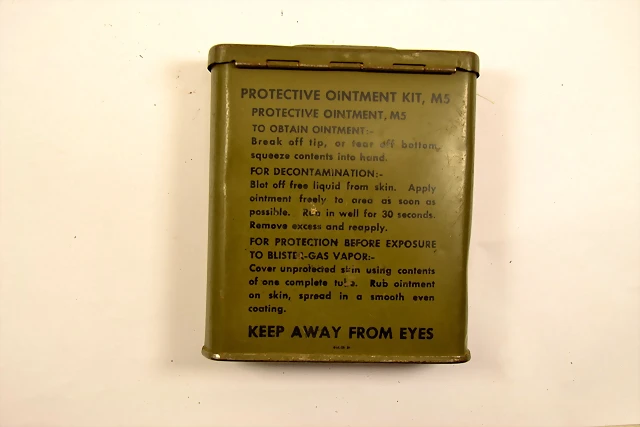 PROTECTIVE OINTMENT KIT, M5
PROTECTIVE OINTMENT, M5
TO OBTAIN OINTMENT:-
Break off tip, or tear off bottom,
squeeze contents into hand.
FOR DECONTAMINATION:-
Blot off free liquid from skin. Apply
ointment freely to area as soon as
possible. Rub in well for 30 seconds.
Remove excess and reapply.
FOR PROTECTION BEFORE EXPOSURE
TO BLISTER-GAS VAPOR:-
Cover unprotected skin using contents
of one complete tube. Rub ointment
on skin, spread in a smooth even
coating.
KEEP AWAY FROM EYES